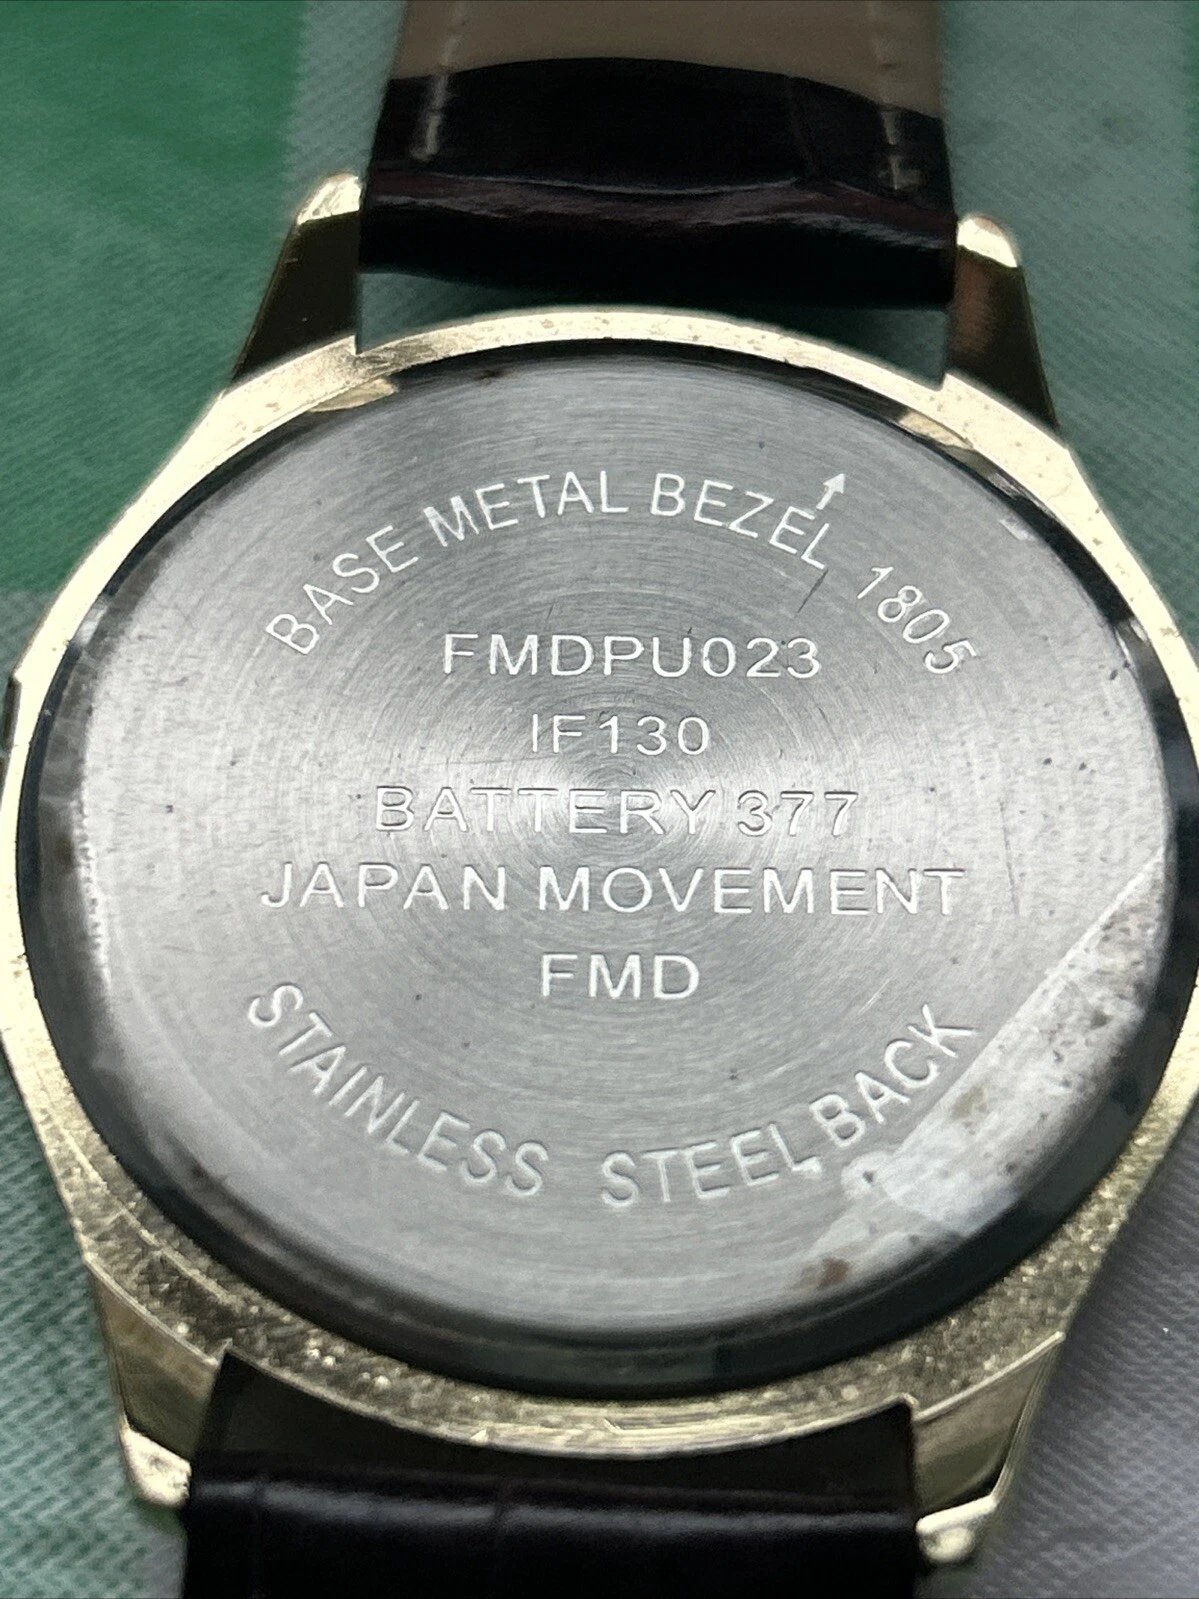 BASE METAL BEZEL 1805
FMDPU023
IF130
BATTERY 377
JAPAN MOVEMENT
FMD
STAINLESS STEEL BACK